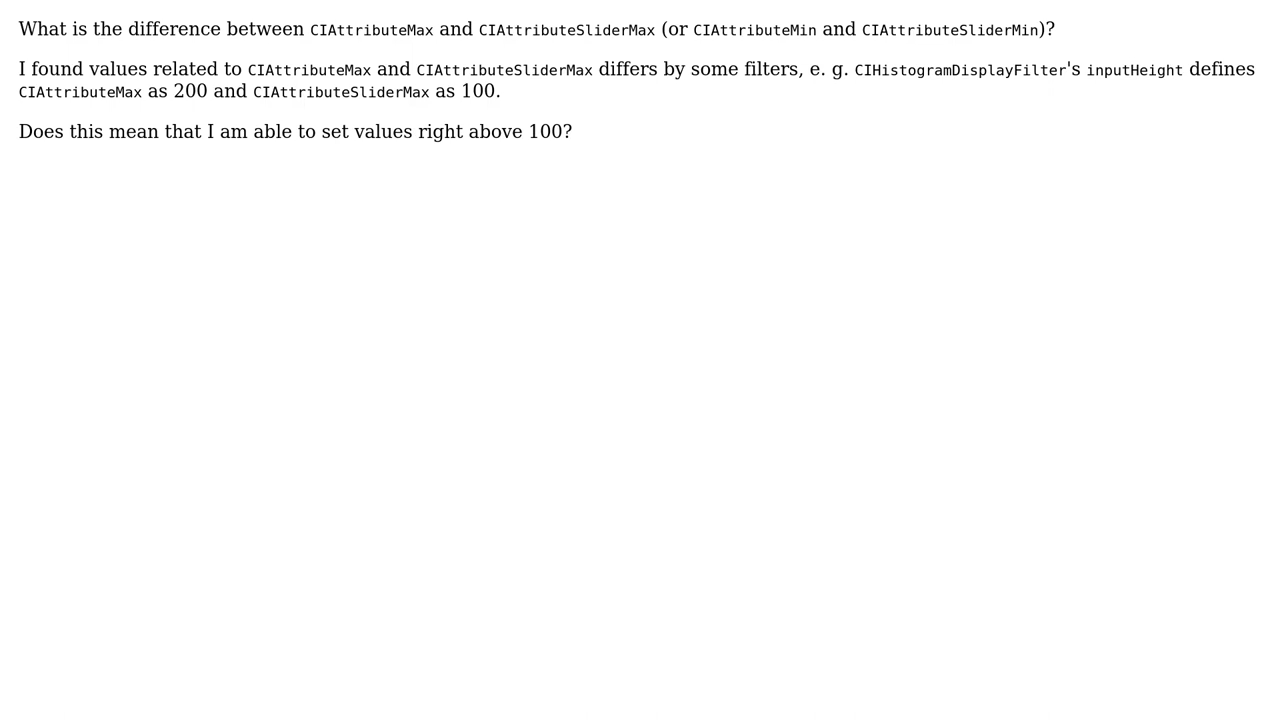 What is the difference between CIAttributeMax and CIAttributeSliderMax (or CIAttributeMin and CIAttributeSliderMin)?
I found values related to CIAttributeMax and CIAttributeSliderMax differs by some filters, e. g. CIHistogramDisplayFilter's inputHeight defines
CIAttributeMax as 200 and CIAttributeSliderMax as 100.
Does this mean that I am able to set values right above 100?